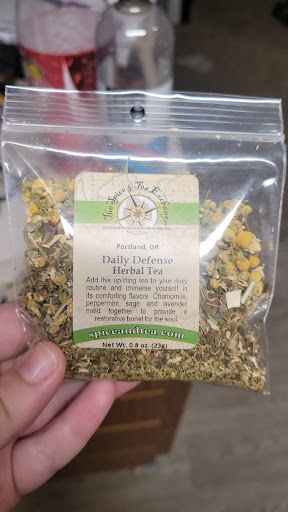 The Spice & Tea Exchange
Portland, OR
Daily Defense
Herbal Tea
Add this uplifting tea to your daily
routine and immerse yourself in
its comforting flavors. Chamomile,
peppermint, sage and lavender
meld together to provide a
restorative boost for the soul.
spiceandtea.com
Net Wt. 0.8 oz. (23g)